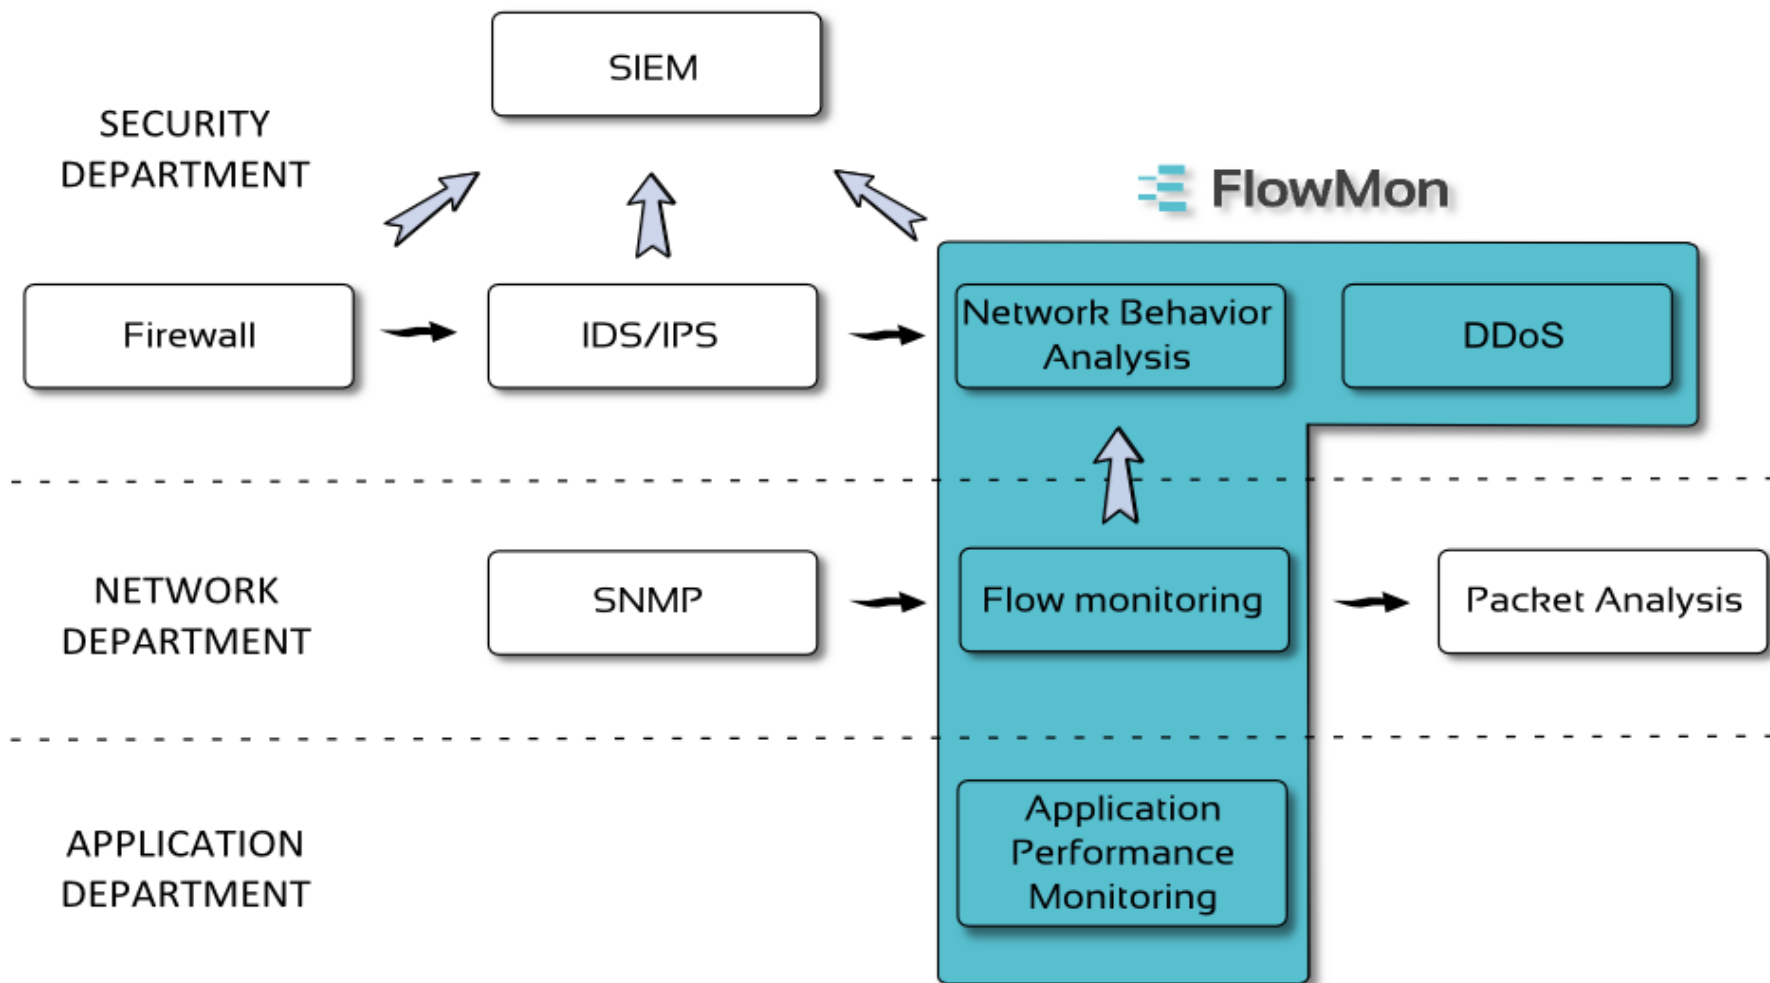 SIEM
SECURITY
DEPARTMENT
FlowMon
Firewall
IDS/IPS
Network Behavior
Analysis
DDoS
NETWORK
DEPARTMENT
SNMP
Flow monitoring
Packet Analysis
APPLICATION
DEPARTMENT
Application
Performance
Monitoring